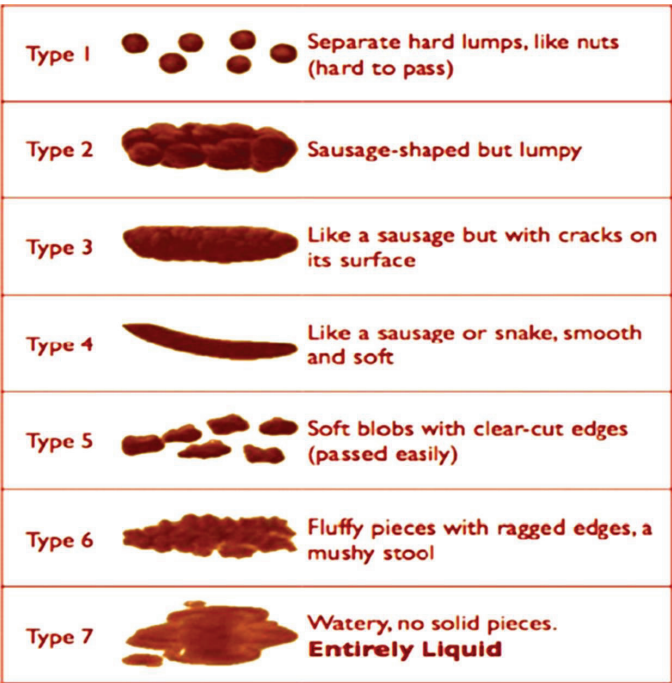 Type 1
Separate hard lumps, like nuts
(hard to pass)
Type 2
Sausage-shaped but lumpy
Type 3
Like a sausage but with cracks on
its surface
Type 4
Like a sausage or snake, smooth
and soft
Type 5
Soft blobs with clear-cut edges
(passed easily)
Type 6
Fluffy pieces with ragged edges, a
mushy stool
Type 7
Watery, no solid pieces.
Entirely Liquid